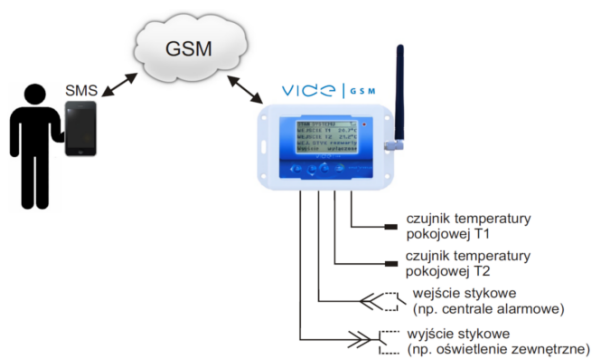 GSM
SMS
VIDE | GSM
czujnik temperatury
pokojowej T1
czujnik temperatury
pokojowej T2
wejście stykowe
(np. centrale alarmowe)
wyjście stykowe
(np. oświetlenie zewnętrzne)